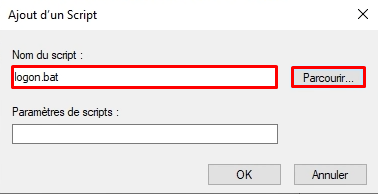 Ajout d'un Script
Nom du script :
logon.bat
Parcourir...
Paramètres de scripts :
OK
Annuler